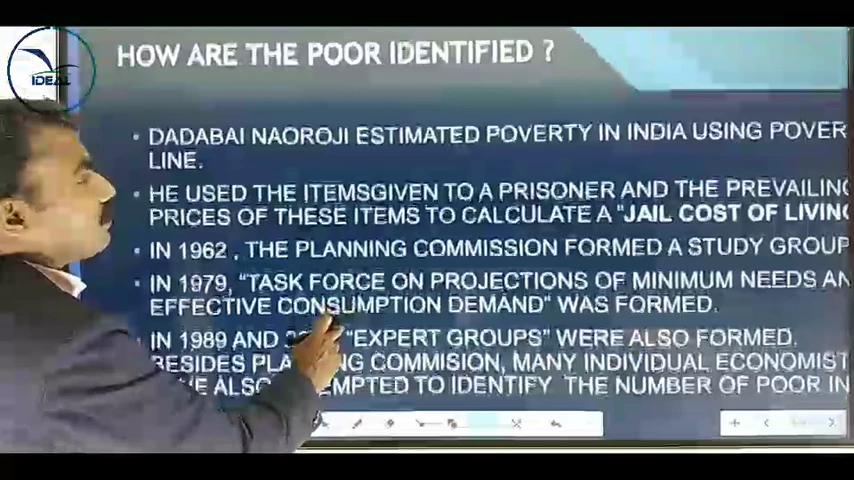 IDEAL
HOW ARE THE POOR IDENTIFIED ?
• DADABAI NAOROJI ESTIMATED POVERTY IN INDIA USING POVER
LINE.
• HE USED THE ITEMSGIVEN TO A PRISONER AND THE PREVAILING
PRICES OF THESE ITEMS TO CALCULATE A "JAIL COST OF LIVING
• IN 1962 , THE PLANNING COMMISSION FORMED A STUDY GROUP
• IN 1979, "TASK FORCE ON PROJECTIONS OF MINIMUM NEEDS AN
EFFECTIVE CONSUMPTION DEMAND" WAS FORMED.
IN 1989 AND "EXPERT GROUPS" WERE ALSO FORMED.
BESIDES COMMISION, MANY INDIVIDUAL ECONOMIST
ALSO TO IDENTIFY THE NUMBER OF POOR IN